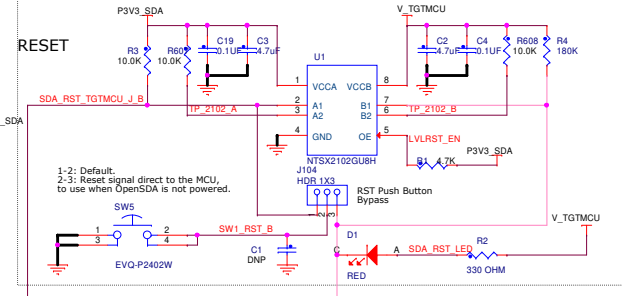 P3V3_SDA
V_TGTMCU
RESET
R3
10.0K
R60
10.0K
C19
0.1UF
C3
4.7uF
U1
C2
4.7uF
C4
0.1UF
R608
10.0K
R4
180K
1
VCCA
VCCB
8
SDA_RST_TGTMCU_J_B
2
A1
B1
7
TP_2102_A
3
A2
B2
6
TP_2102_B
_SDA
4
GND
OE
5
LVLRST_EN
NTSX2102GU8H
R1
4.7K
P3V3_SDA
1-2: Default.
2-3: Reset signal direct to the MCU,
to use when OpenSDA is not powered.
J104
HDR 1X3
RST Push Button
Bypass
1
2
3
SW5
1
2
3
4
SW1_RST_B
EVQ-P2402W
C1
DNP
D1
C
A
RED
SDA_RST_LED
R2
330 OHM
V_TGTMCU